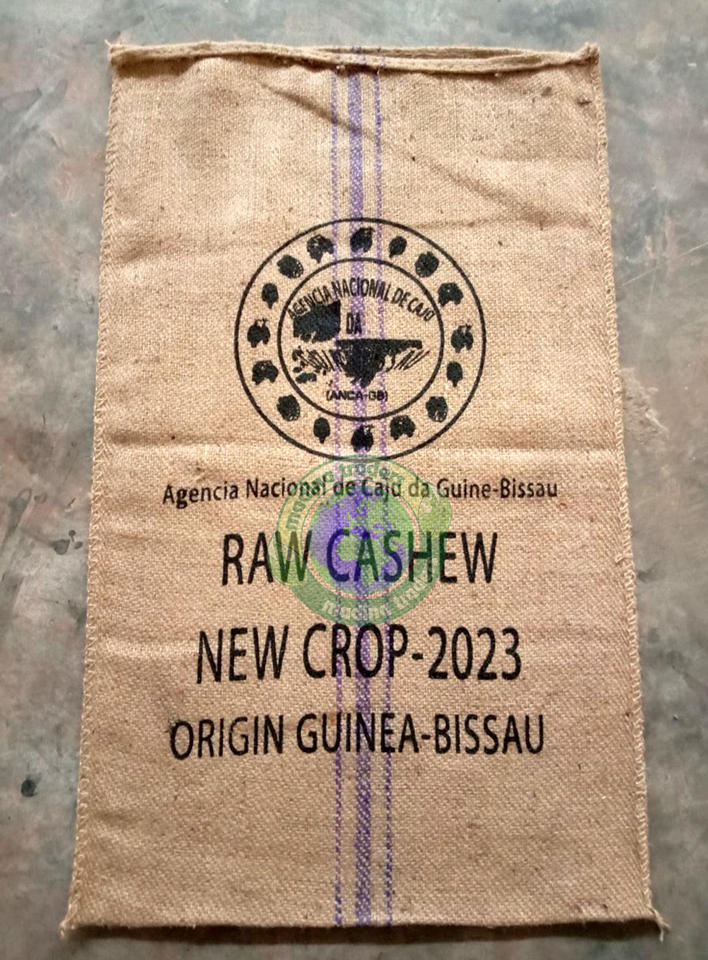 AGENCIA NACIONAL DE CAJU
DA
(ANCA-GB)
Agencia Nacional de Caju da Guine-Bissau
RAW CASHEW
NEW CROP-2023
ORIGIN GUINEA-BISSAU